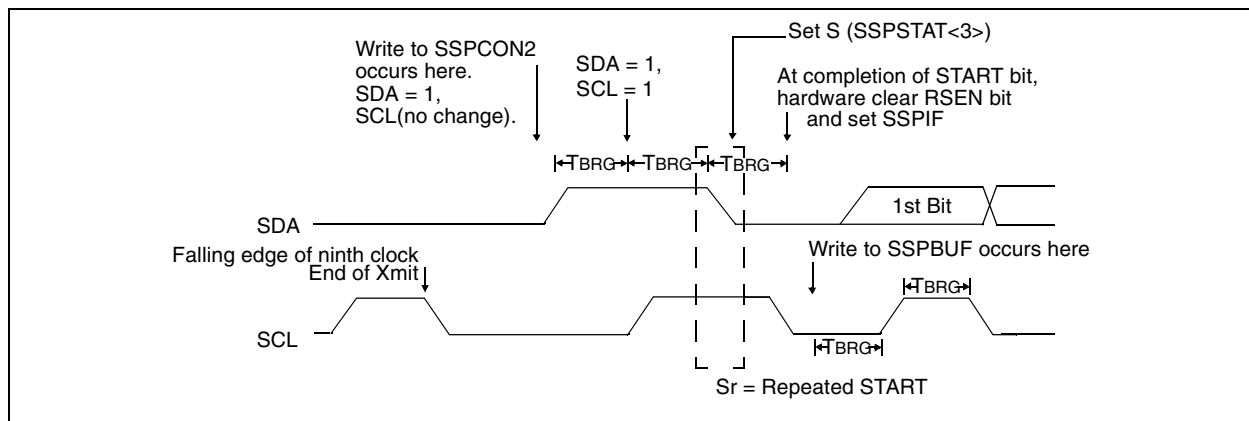 Set S (SSPSTAT<3>)
Write to SSPCON2
occurs here.
SDA = 1,
SCL(no change).
SDA = 1,
SCL = 1
At completion of START bit,
hardware clear RSEN bit
and set SSPIF
TBRG
TBRG
TBRG
SDA
1st Bit
Falling edge of ninth clock
End of Xmit
Write to SSPBUF occurs here
TBRG
SCL
TBRG
Sr = Repeated START